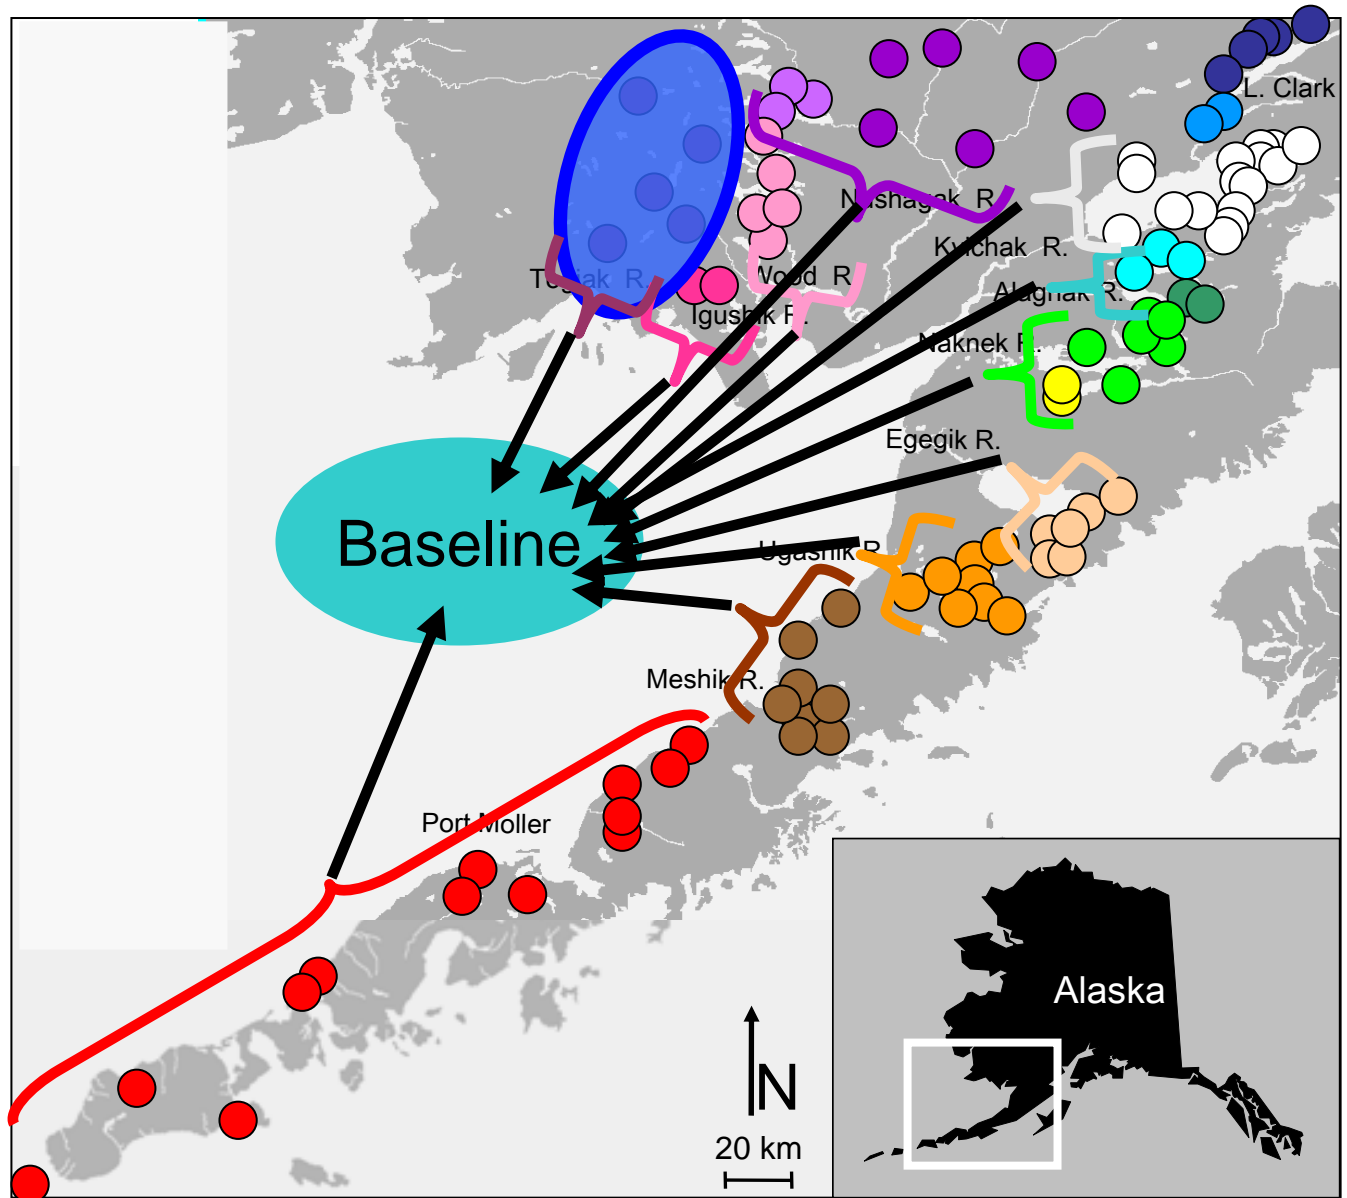 L. Clark
Nushagak R.
Kvichak R.
Togiak R.
Wood R
Alagnak R.
Igushik R.
Naknek R.
Egegik R.
Baseline
Ugashik R.
Meshik R.
Port Moller
Alaska
N
20 km